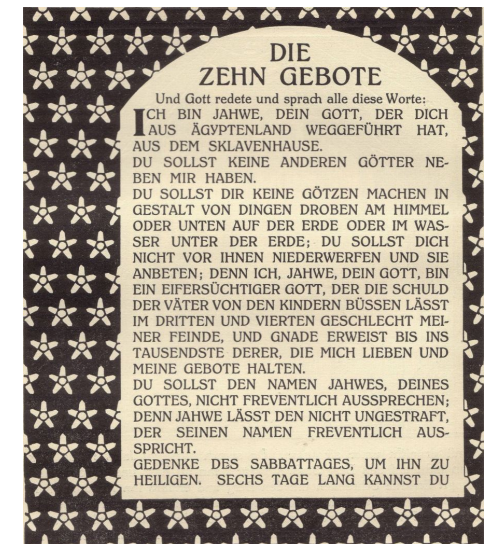 DIE
ZEHN GEBOTE
Und Gott redete und sprach alle diese Worte:
ICH BIN JAHWE, DEIN GOTT, DER DICH
AUS ÄGYPTENLAND WEGGEFÜHRT HAT,
AUS DEM SKLAVENHAUSE.
DU SOLLST KEINE ANDEREN GÖTTER NE-
BEN MIR HABEN.
DU SOLLST DIR KEINE GÖTZEN MACHEN IN
GESTALT VON DINGEN DROBEN AM HIMMEL
ODER UNTEN AUF DER ERDE ODER IM WAS-
SER UNTER DER ERDE; DU SOLLST DICH
NICHT VOR IHNEN NIEDERWERFEN UND SIE
ANBETEN; DENN ICH, JAHWE, DEIN GOTT, BIN
EIN EIFERSÜCHTIGER GOTT, DER DIE SCHULD
DER VÄTER VON DEN KINDERN BÜSSEN LÄSST
IM DRITTEN UND VIERTEN GESCHLECHT MEI-
NER FEINDE, UND GNADE ERWEIST BIS INS
TAUSENDSTE DERER, DIE MICH LIEBEN UND
MEINE GEBOTE HALTEN.
DU SOLLST DEN NAMEN JAHWES, DEINES
GOTTES, NICHT FREVENTLICH AUSSPRECHEN;
DENN JAHWE LÄSST DEN NICHT UNGESTRAFT,
DER SEINEN NAMEN FREVENTLICH AUS-
SPRICHT.
GEDENKE DES SABBATTAGES, UM IHN ZU
HEILIGEN. SECHS TAGE LANG KANNST DU